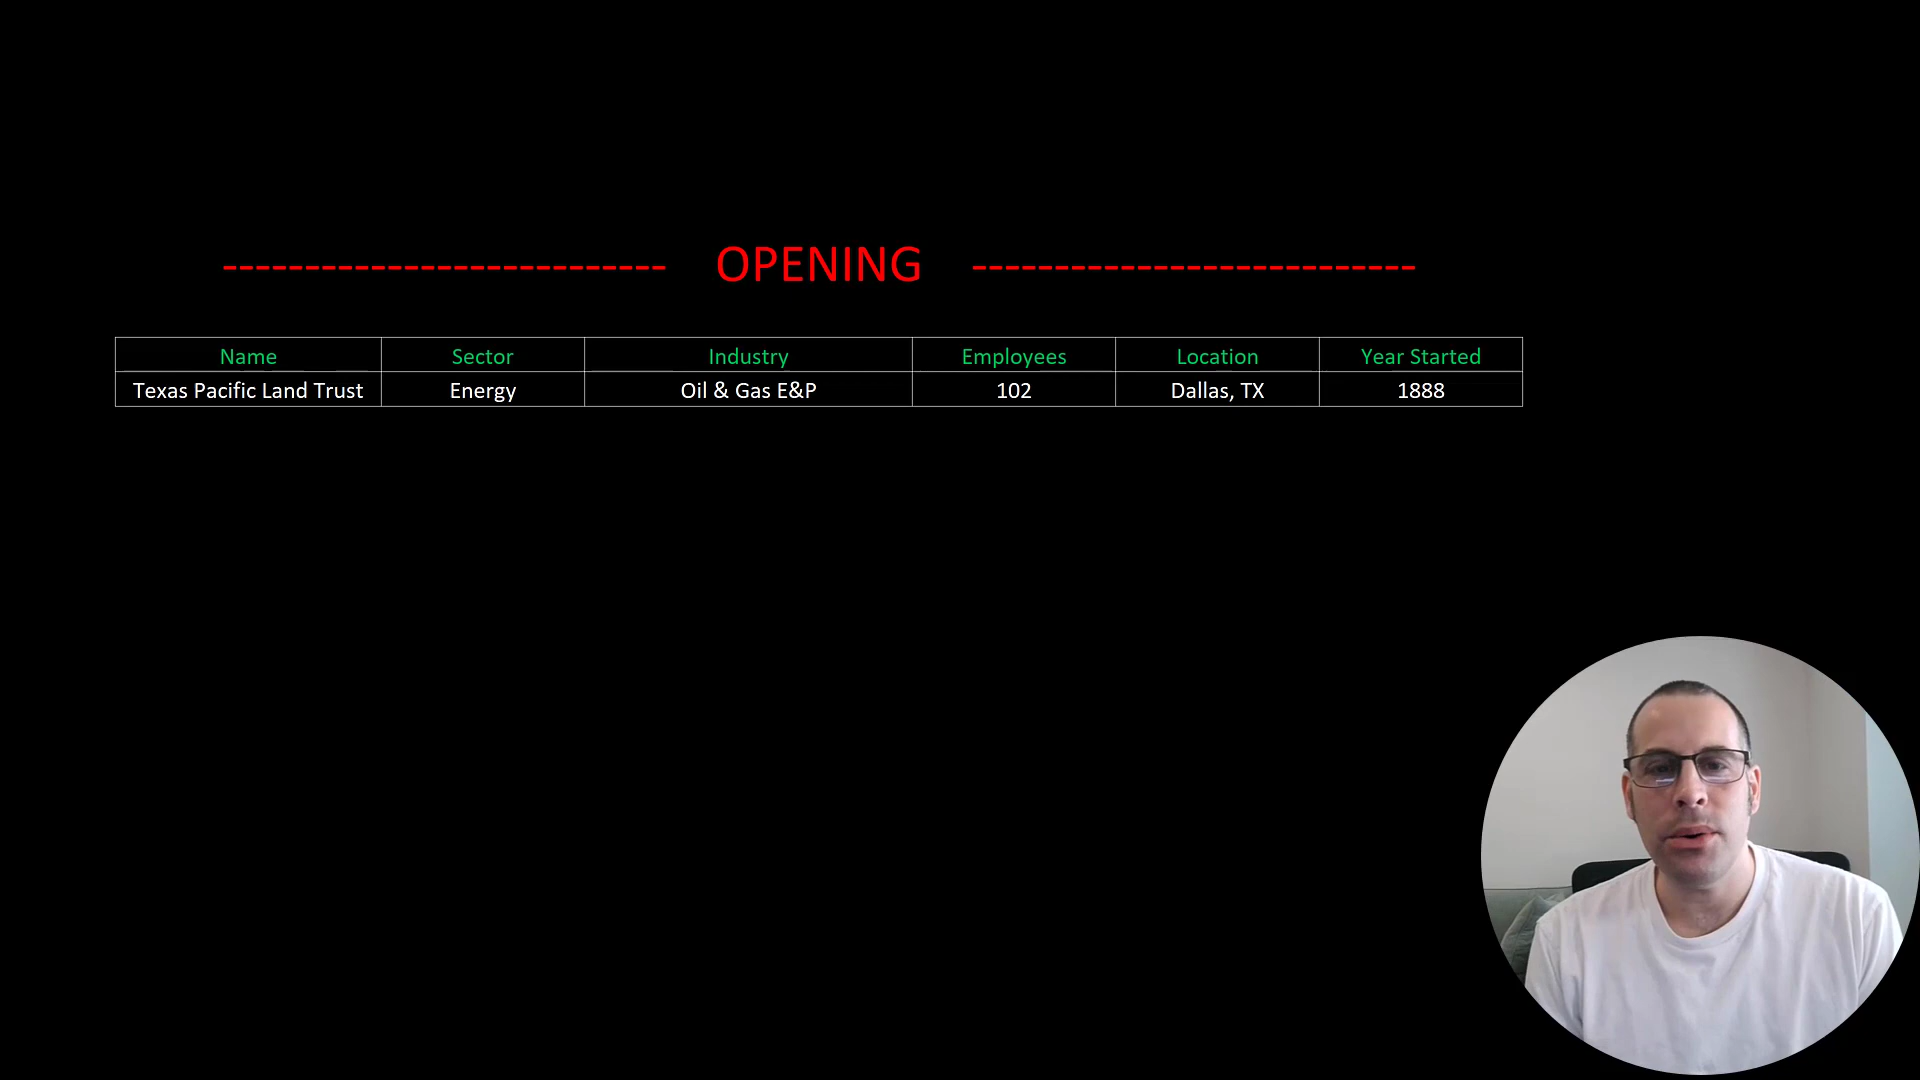 --------------------------- OPENING ---------------------------
Name Sector Industry Employees Location Year Started
Texas Pacific Land Trust Energy Oil & Gas E&P 102 Dallas, TX 1888